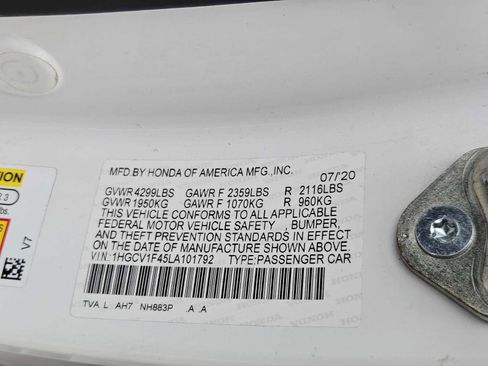 MFD BY HONDA OF AMERICA MFG.,INC.
07/'20
GVWR 4299LBS GAWR F 2359LBS R 2116LBS
GVWR 1950KG GAWR F 1070KG R 960KG
THIS VEHICLE CONFORMS TO ALL APPLICABLE
FEDERAL MOTOR VEHICLE SAFETY , BUMPER,
AND THEFT PREVENTION STANDARDS IN EFFECT
ON THE DATE OF MANUFACTURE SHOWN ABOVE.
VIN:1HGCV1F45LA101792 TYPE:PASSENGER CAR
TVA L AH7 NH883P .A .A
V7